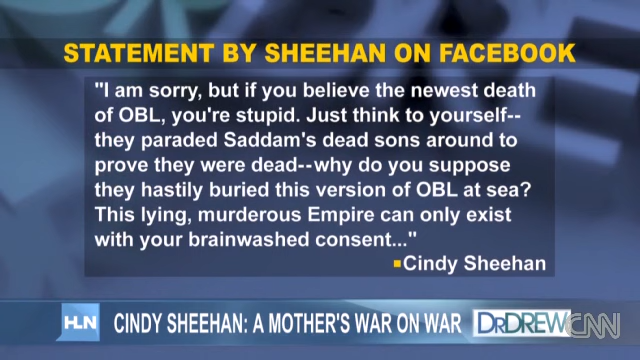 STATEMENT BY SHEEHAN ON FACEBOOK
"I am sorry, but if you believe the newest death
of OBL, you're stupid. Just think to yourself--
they paraded Saddam's dead sons around to
prove they were dead--why do you suppose
they hastily buried this version of OBL at sea?
This lying, murderous Empire can only exist
with your brainwashed consent..."
Cindy Sheehan
HLN CINDY SHEEHAN: A MOTHER'S WAR ON WAR DRDREW CNN